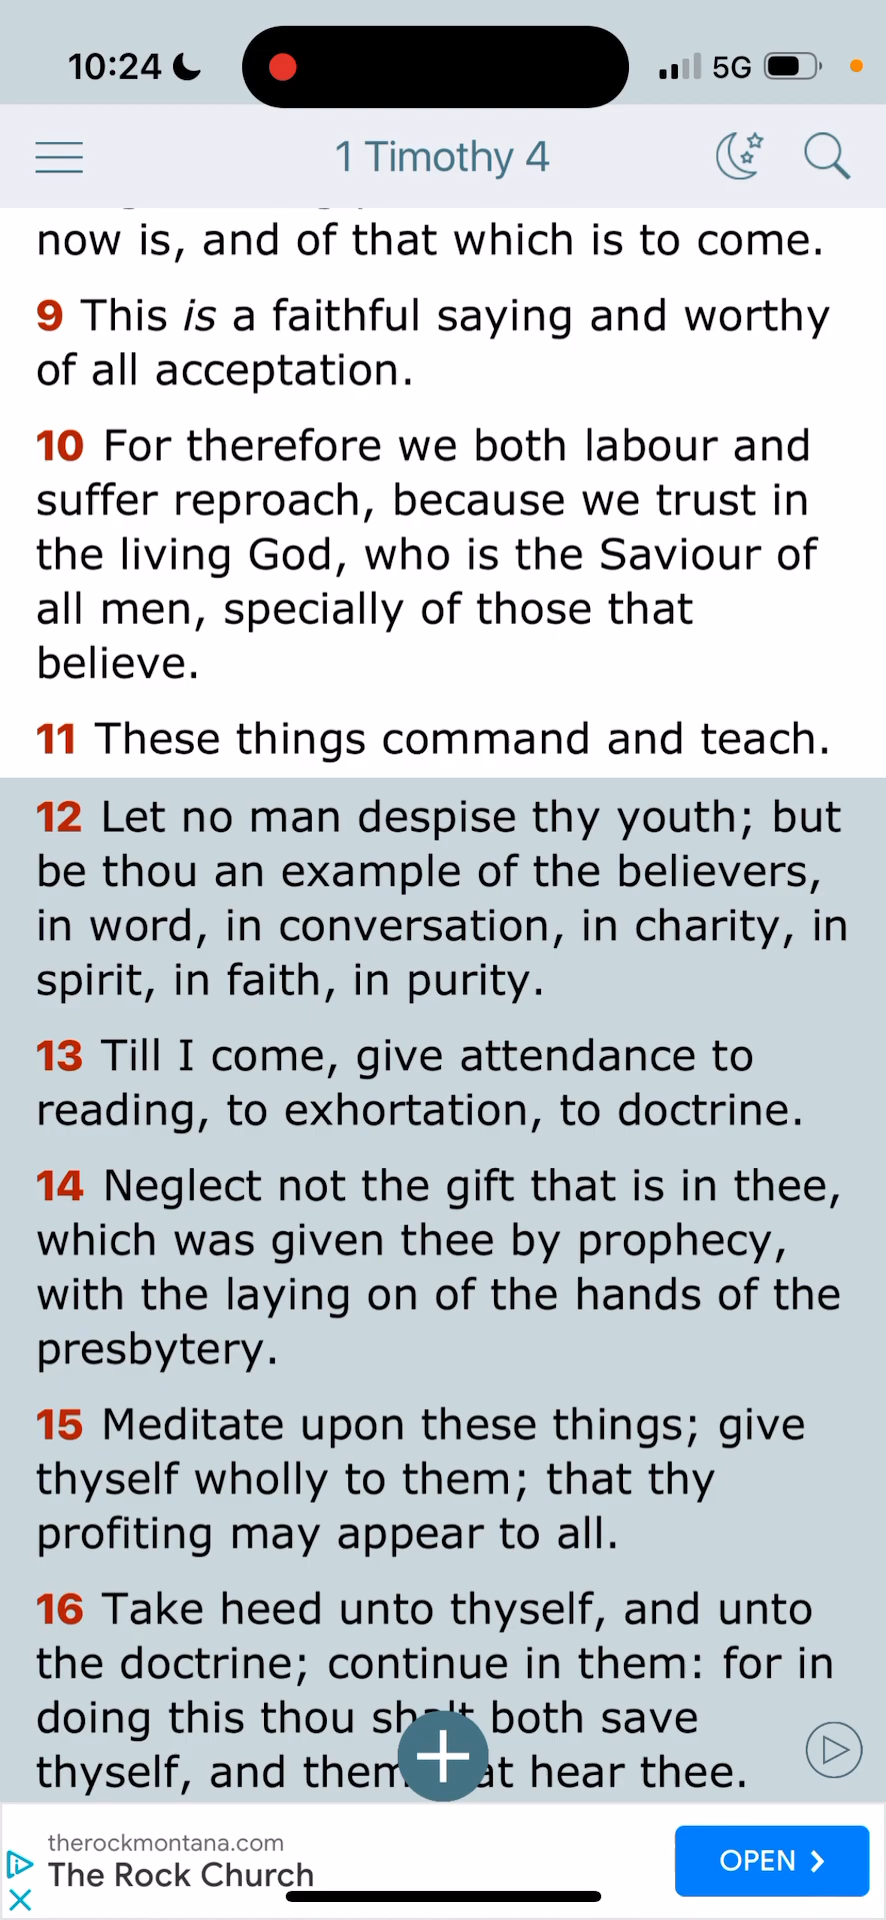 10:24
5G
1 Timothy 4
now is, and of that which is to come.
9 This is a faithful saying and worthy
of all acceptation.
10 For therefore we both labour and
suffer reproach, because we trust in
the living God, who is the Saviour of
all men, specially of those that
believe.
11 These things command and teach.
12 Let no man despise thy youth; but
be thou an example of the believers,
in word, in conversation, in charity, in
spirit, in faith, in purity.
13 Till I come, give attendance to
reading, to exhortation, to doctrine.
14 Neglect not the gift that is in thee,
which was given thee by prophecy,
with the laying on of the hands of the
presbytery.
15 Meditate upon these things; give
thyself wholly to them; that thy
profiting may appear to all.
16 Take heed unto thyself, and unto
the doctrine; continue in them: for in
doing this thou shalt both save
thyself, and them hear thee.
therockmontana.com
The Rock Church
OPEN